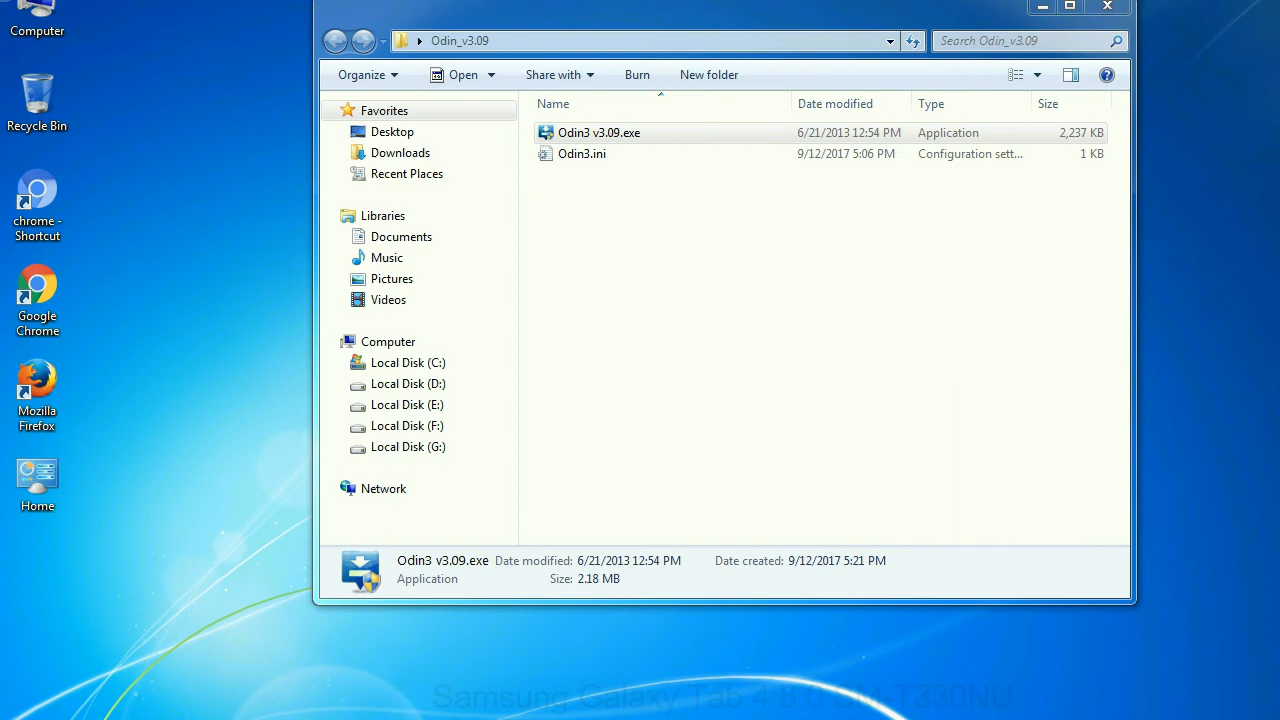 Computer
Recycle Bin
chrome -
Shortcut
Google
Chrome
Mozilla
Firefox
Home
Odin_v3.09
Search Odin_v3.09
Organize Open Share with Burn New folder
Name Date modified Type Size
Odin3 v3.09.exe 6/21/2013 12:54 PM Application 2,237 KB
Odin3.ini 9/12/2017 5:06 PM Configuration sett... 1 KB
Favorites
Desktop
Downloads
Recent Places
Libraries
Documents
Music
Pictures
Videos
Computer
Local Disk (C:)
Local Disk (D:)
Local Disk (E:)
Local Disk (F:)
Local Disk (G:)
Network
Odin3 v3.09.exe Date modified: 6/21/2013 12:54 PM Date created: 9/12/2017 5:21 PM
Application Size: 2.18 MB
Samsung Galaxy Tab 4 8.0 SM-T330NU